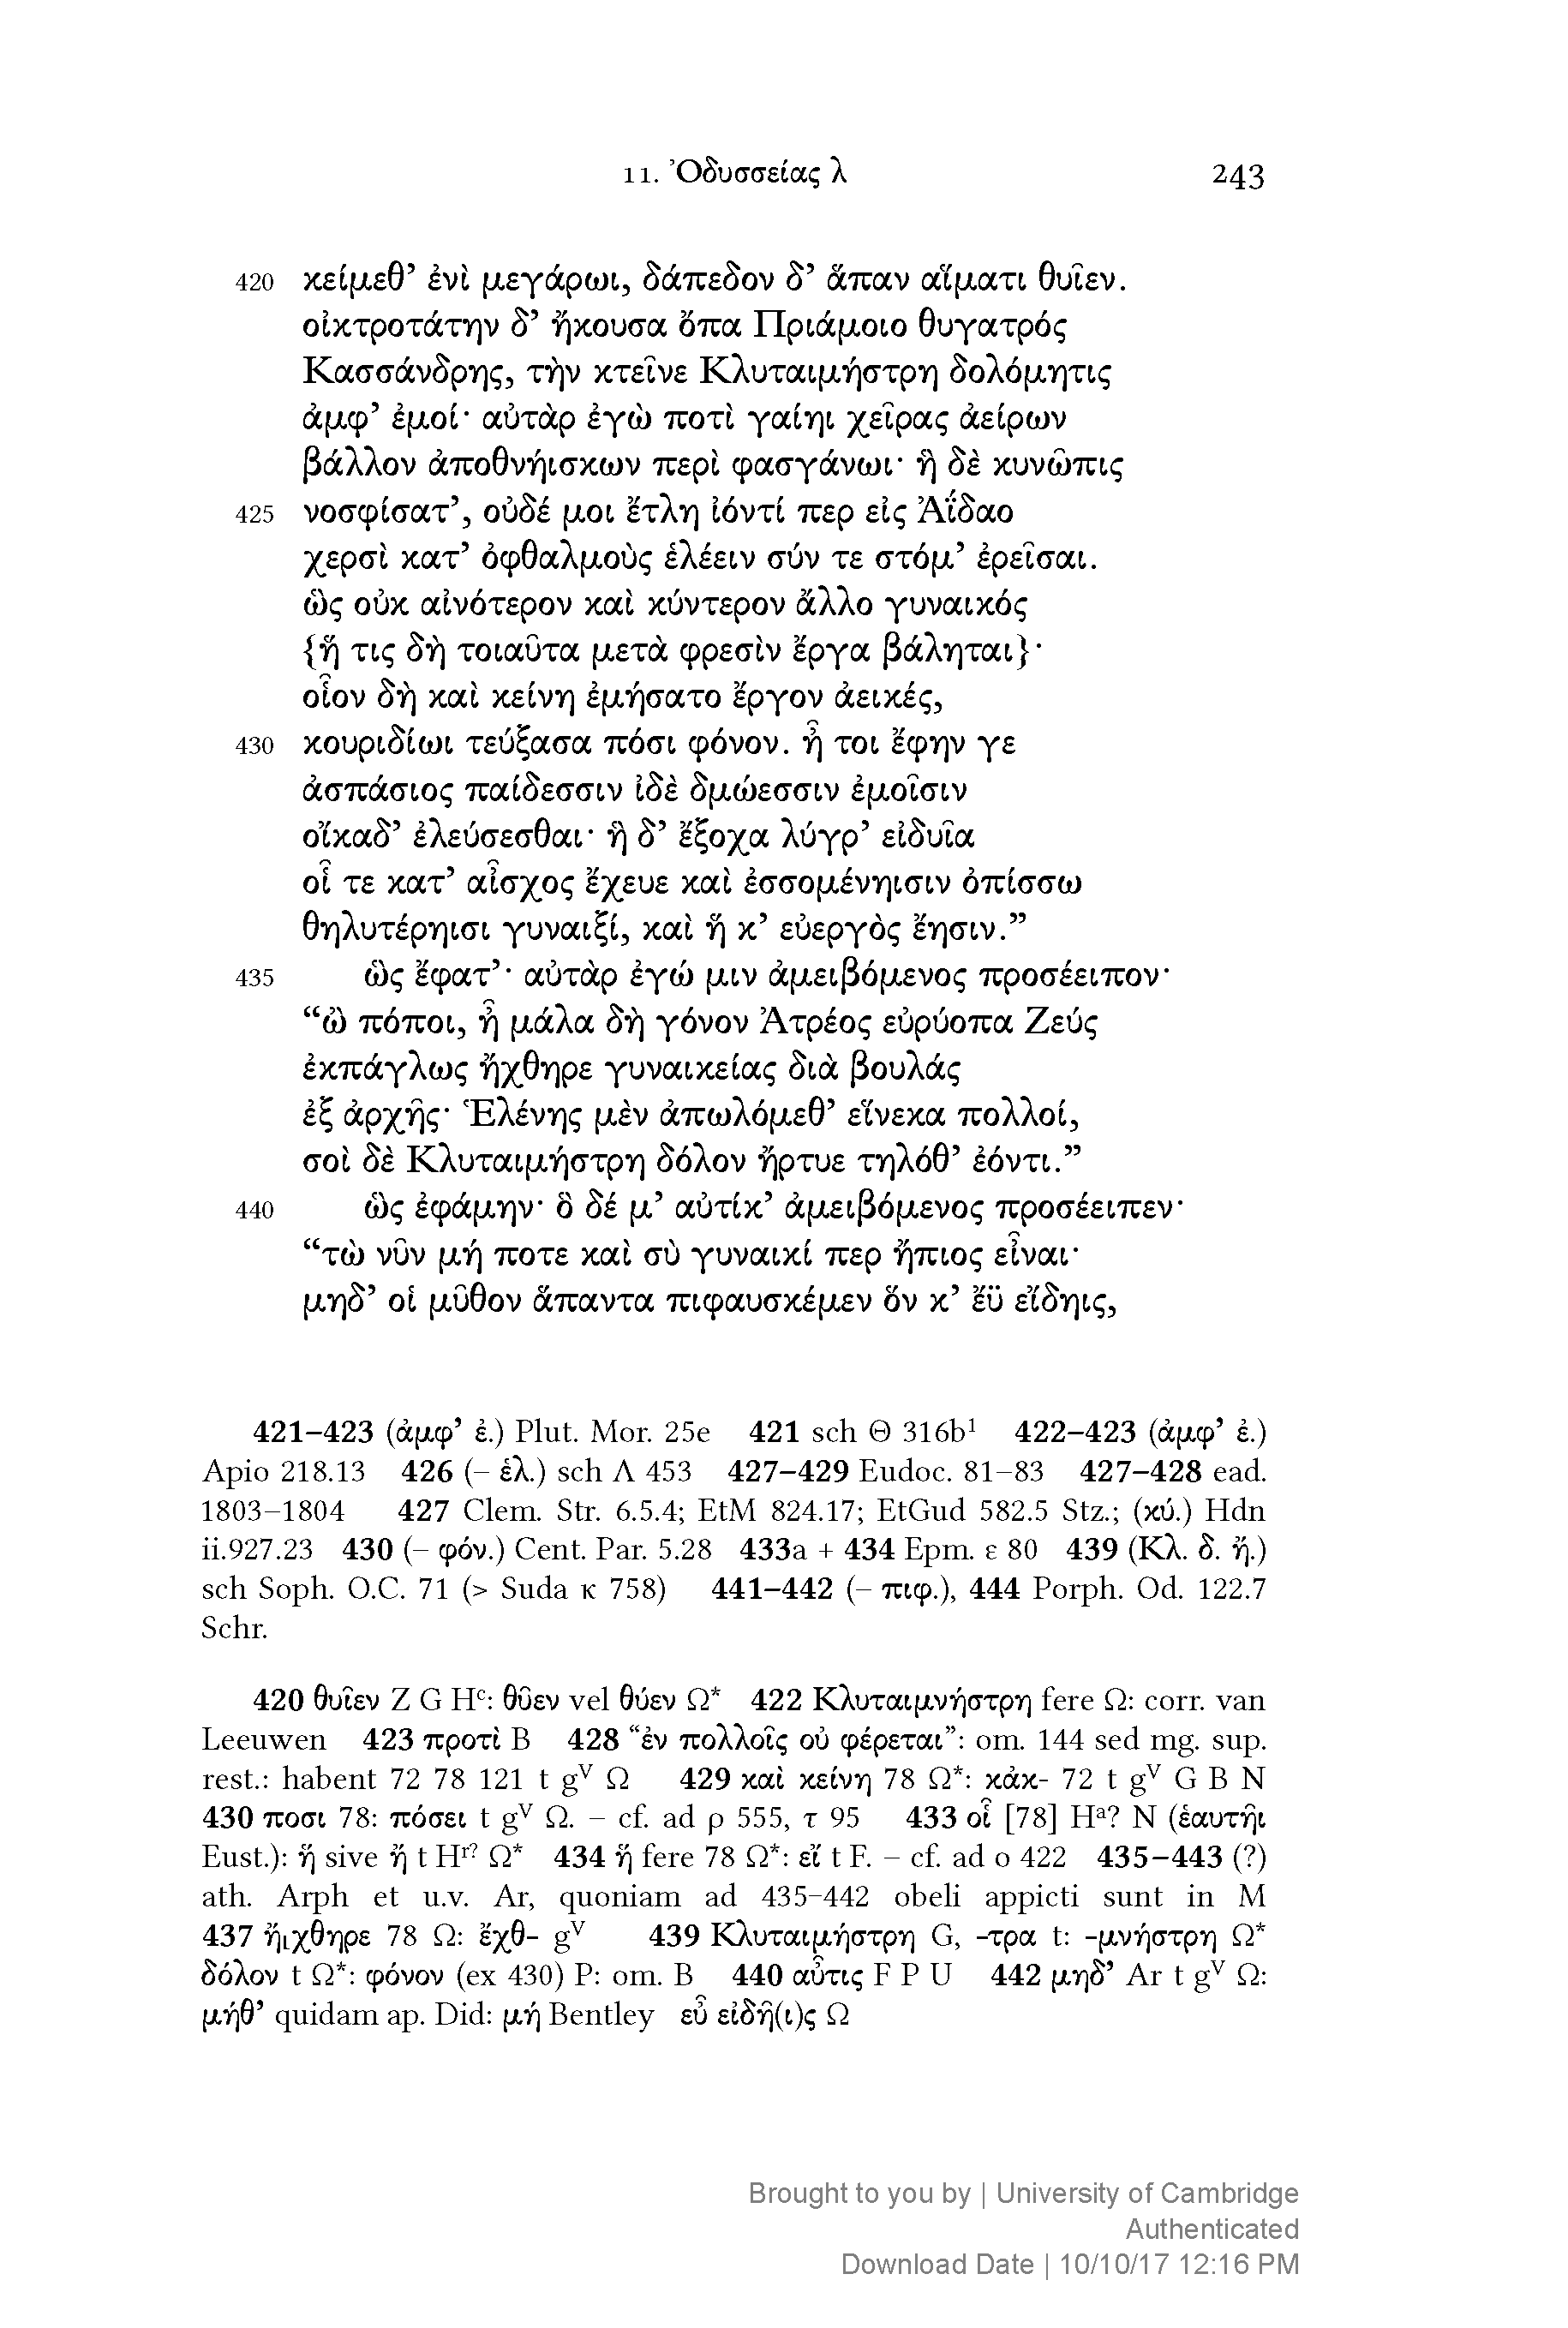 11. Ὀδυσσείας λ 243
420 κείμεθ’ ἐνὶ μεγάρωι, δάπεδον δ’ ἅπαν αἵματι θυῖεν.
οἰκτροτάτην δ’ ἤκουσα ὄπα Πριάμοιο θυγατρός
Κασσάνδρης, τὴν κτεῖνε Κλυταιμήστρη δολόμητις
ἀμφ’ ἐμοί· αὐτὰρ ἐγὼ ποτὶ γαίηι χεῖρας ἀείρων
βάλλον ἀποθνήισκων περὶ φασγάνωι· ἣ δὲ κυνῶπις
425 νοσφίσατ’, οὐδέ μοι ἔτλη ἰόντί περ εἰς Ἀΐδαο
χερσὶ κατ’ ὀφθαλμοὺς ἑλέειν σύν τε στόμ’ ἐρεῖσαι.
ὣς οὐκ αἰνότερον καὶ κύντερον ἄλλο γυναικός
{ἥ τις δὴ τοιαῦτα μετὰ φρεσὶν ἔργα βάληται}·
οἷον δὴ καὶ κείνη ἐμήσατο ἔργον ἀεικές,
430 κουριδίωι τεύξασα πόσι φόνον. ἦ τοι ἔφην γε
ἀσπάσιος παίδεσσιν ἰδὲ δμώεσσιν ἐμοῖσιν
οἴκαδ’ ἐλεύσεσθαι· ἣ δ’ ἔξοχα λύγρ’ εἰδυῖα
οἷ τε κατ’ αἶσχος ἔχευε καὶ ἐσσομένηισιν ὀπίσσω
θηλυτέρηισι γυναιξί, καὶ ἥ κ’ εὐεργὸς ἔησιν.”
435 ὣς ἔφατ’· αὐτὰρ ἐγώ μιν ἀμειβόμενος προσέειπον·
“ὢ πόποι, ἦ μάλα δὴ γόνον Ἀτρέος εὐρύοπα Ζεύς
ἐκπάγλως ἤχθηρε γυναικείας διὰ βουλάς
ἐξ ἀρχῆς· Ἑλένης μὲν ἀπωλόμεθ’ εἵνεκα πολλοί,
σοὶ δὲ Κλυταιμήστρη δόλον ἤρτυε τηλόθ’ ἐόντι.”
440 ὣς ἐφάμην· ὃ δέ μ’ αὐτίκ’ ἀμειβόμενος προσέειπεν·
“τὼ νῦν μή ποτε καὶ σὺ γυναικί περ ἤπιος εἶναι·
μηδ’ οἱ μῦθον ἅπαντα πιφαυσκέμεν ὅν κ’ ἔϋ εἴδηις,
421–423 (ἀμφ’ ἐ.) Plut. Mor. 25e 421 sch Θ 316b¹ 422–423 (ἀμφ’ ἐ.)
Apio 218.13 426 (– ἑλ.) sch Λ 453 427–429 Eudoc. 81–83 427–428 ead.
1803–1804 427 Clem. Str. 6.5.4; EtM 824.17; EtGud 582.5 Stz.; (κύ.) Hdn
ii.927.23 430 (– φόν.) Cent. Par. 5.28 433a + 434 Epm. ε 80 439 (Κλ. δ. ἤ.)
sch Soph. O.C. 71 (> Suda κ 758) 441–442 (– πιφ.), 444 Porph. Od. 122.7
Schr.
420 θυῖεν Z G Hᶜ: θῦεν vel θύεν Ω* 422 Κλυταιμνήστρη fere Ω: corr. van
Leeuwen 423 προτὶ B 428 “ἐν πολλοῖς οὐ φέρεται”: om. 144 sed mg. sup.
rest.: habent 72 78 121 t gⱽ Ω 429 καὶ κείνη 78 Ω*: κἀκ- 72 t gⱽ G B N
430 ποσι 78: πόσει t gⱽ Ω. – cf. ad ρ 555, τ 95 433 οἷ [78] Hᵃ? N (ἑαυτῆι
Eust.): ἥ sive ἤ t Hʳ? Ω* 434 ἥ fere 78 Ω*: εἴ t F. – cf. ad ο 422 435–443 (?)
ath. Arph et u.v. Ar, quoniam ad 435–442 obeli appicti sunt in M
437 ἤιχθηρε 78 Ω: ἔχθ- gⱽ 439 Κλυταιμήστρη G, -τρα t: -μνήστρη Ω*
δόλον t Ω*: φόνον (ex 430) P: om. B 440 αὖτις F P U 442 μηδ’ Ar t gⱽ Ω:
μήθ’ quidam ap. Did: μή Bentley εὖ εἰδῆ(ι)ς Ω
Brought to you by | University of Cambridge
Authenticated
Download Date | 10/10/17 12:16 PM